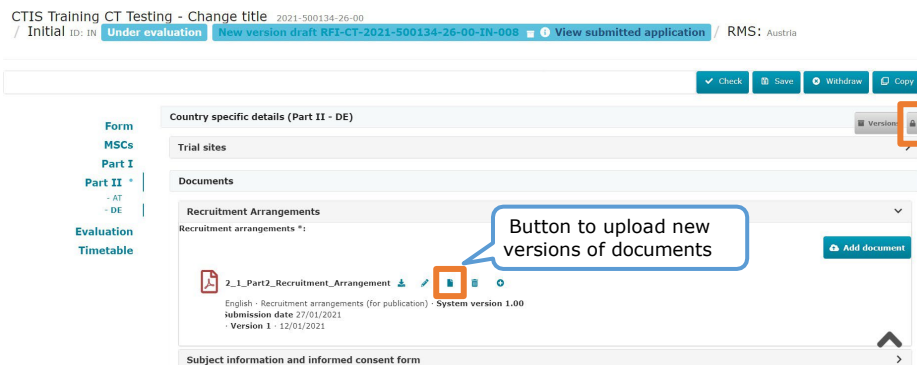 CTIS Training CT Testing - Change title 2021-500134-26-00
/ Initial ID: IN Under evaluation New version draft RFI-CT-2021-500134-26-00-IN-008 View submitted application / RMS: Austria
Check Save Withdraw Copy
Form
MSCs
Part I
Part II *
- AT
- DE
Evaluation
Timetable
Country specific details (Part II - DE)
Versions
Trial sites
Documents
Recruitment Arrangements
Recruitment arrangements *:
Button to upload new
versions of documents
Add document
2_1_Part2_Recruitment_Arrangement
English · Recruitment arrangements (for publication) · System version 1.00
Submission date 27/01/2021
· Version 1 · 12/01/2021
Subject information and informed consent form